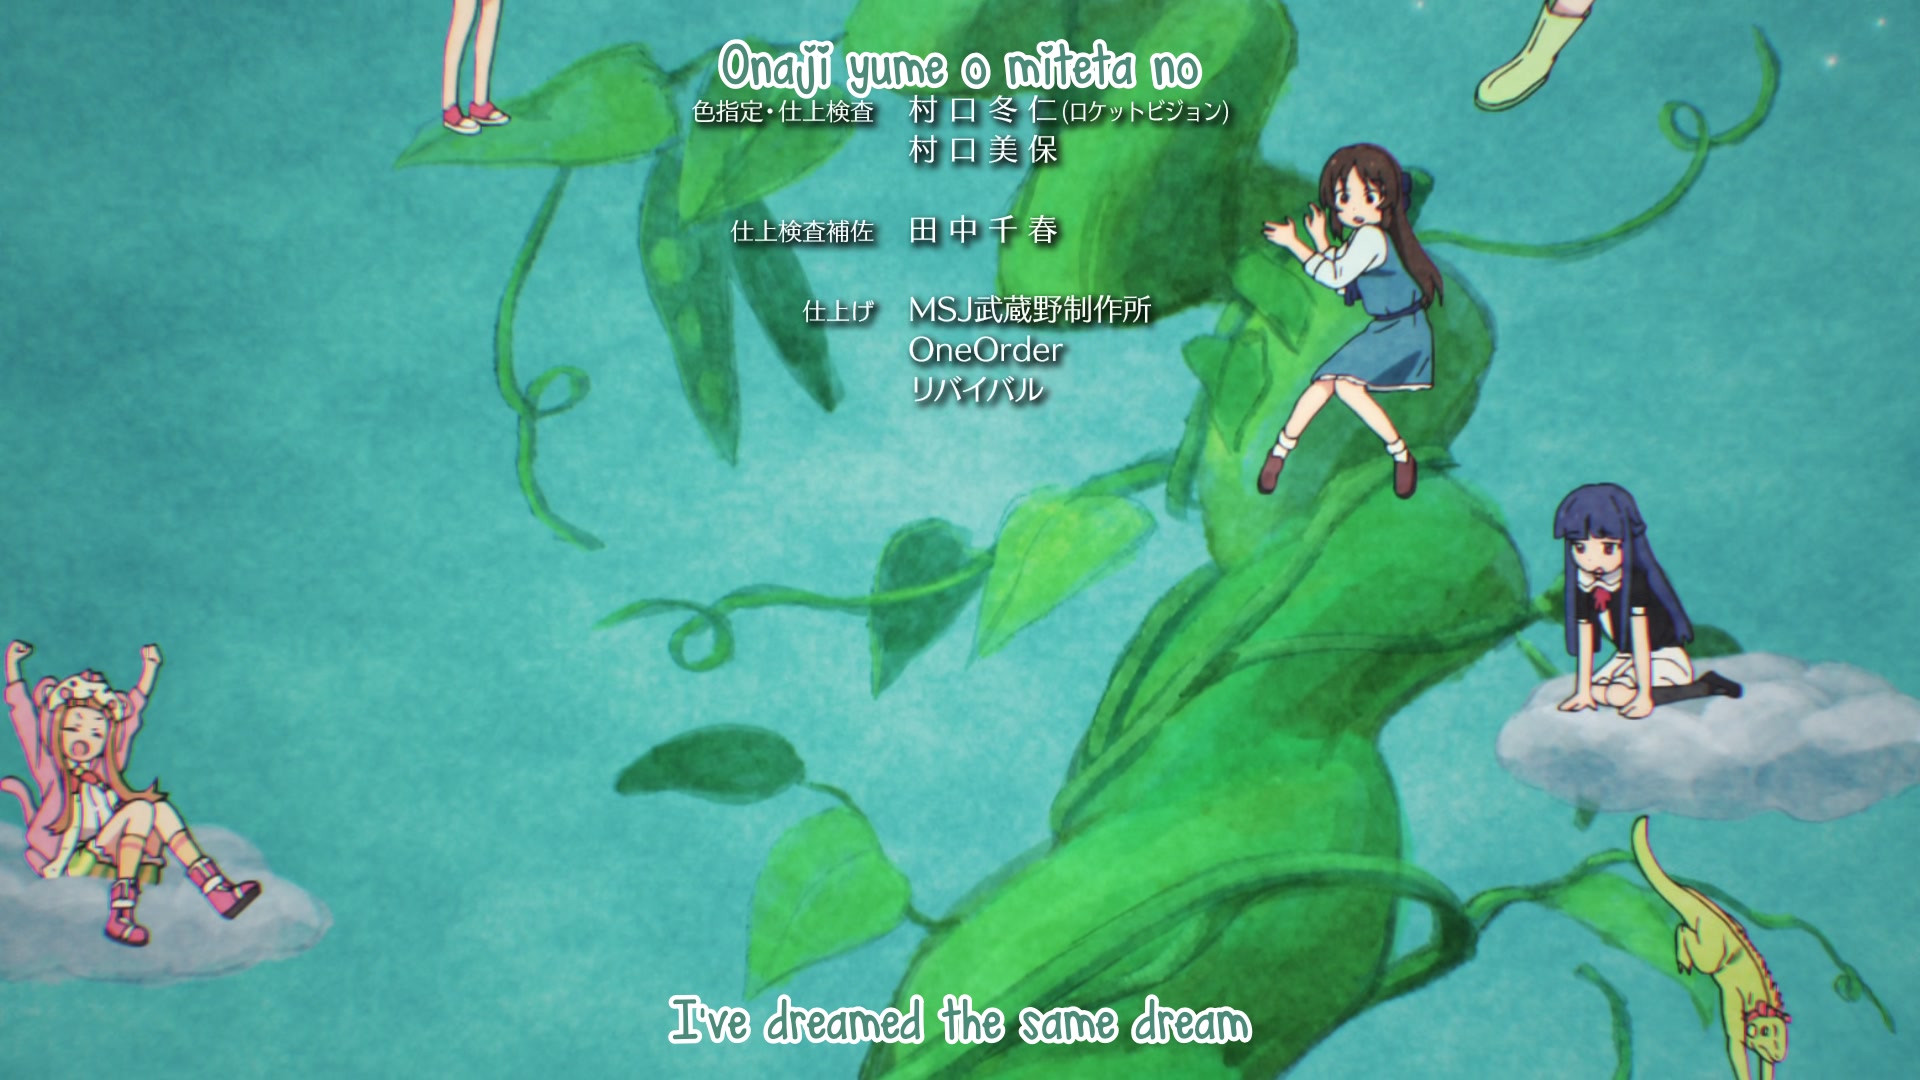 Onaji yume o miteta no
色指定・仕上検査 村口冬仁(ロケットビジョン)
村口美保
仕上検査補佐 田中千春
仕上げ MSJ武蔵野制作所
OneOrder
リバイバル
I've dreamed the same dream